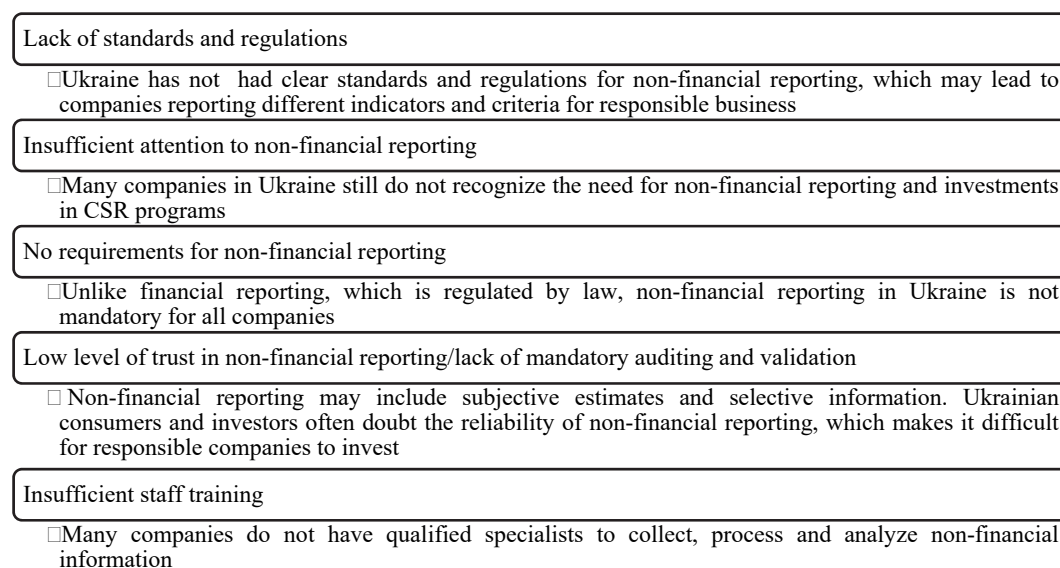 Lack of standards and regulations
□Ukraine has not had clear standards and regulations for non-financial reporting, which may lead to
companies reporting different indicators and criteria for responsible business
Insufficient attention to non-financial reporting
□Many companies in Ukraine still do not recognize the need for non-financial reporting and investments
in CSR programs
No requirements for non-financial reporting
□Unlike financial reporting, which is regulated by law, non-financial reporting in Ukraine is not
mandatory for all companies
Low level of trust in non-financial reporting/lack of mandatory auditing and validation
□ Non-financial reporting may include subjective estimates and selective information. Ukrainian
consumers and investors often doubt the reliability of non-financial reporting, which makes it difficult
for responsible companies to invest
Insufficient staff training
□Many companies do not have qualified specialists to collect, process and analyze non-financial
information